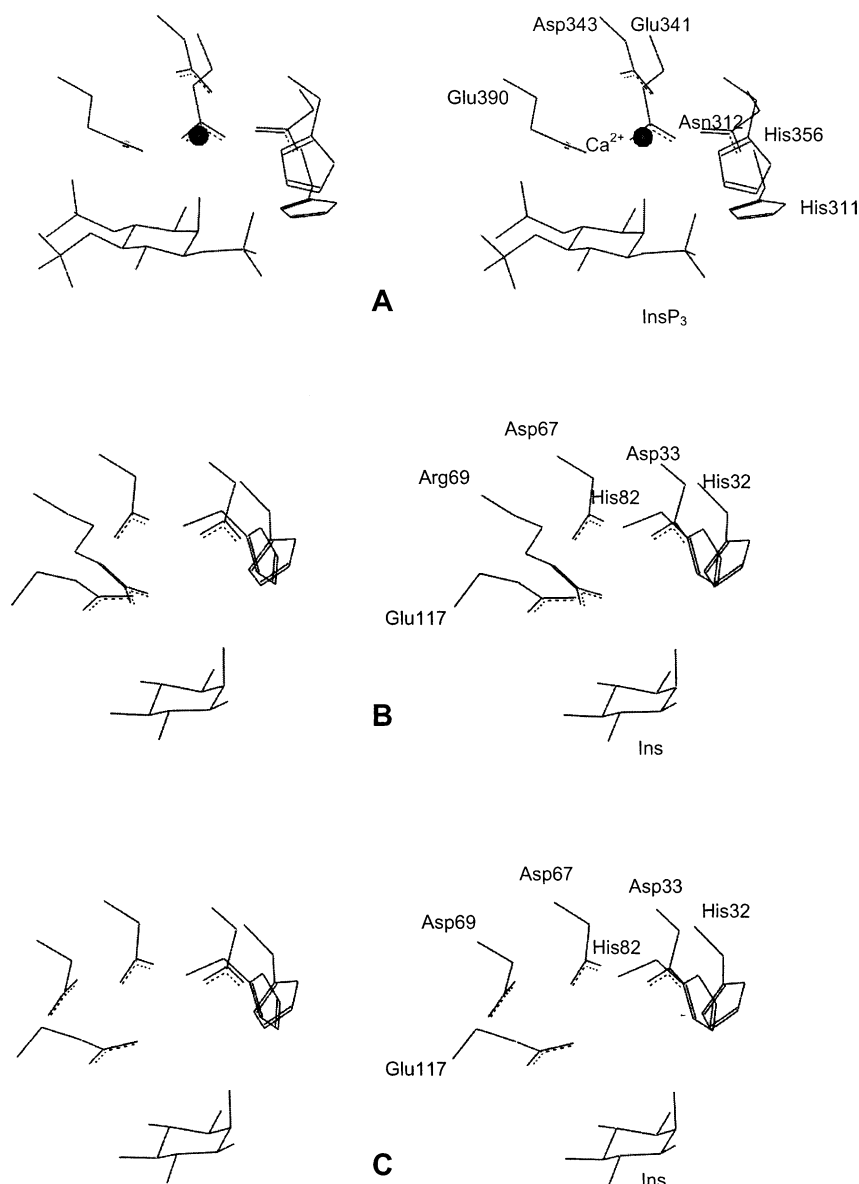 Asp343 Glu341
Glu390
Ca²⁺
Asn312
His356
His311
A
InsP₃
Asp67
Asp33
Arg69
His82
His32
Glu117
B
Ins
Asp67
Asp33
Asp69
His32
His82
Glu117
C
Ins